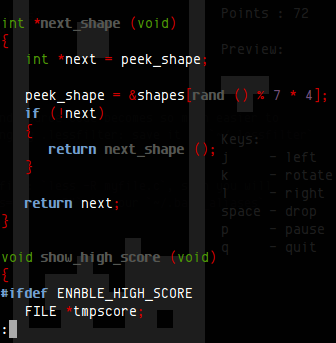 int *next_shape (void)
{
int *next = peek_shape;
peek_shape = &shapes[rand () % 7 * 4];
if (!next)
{
return next_shape ();
}
return next;
}
void show_high_score (void)
{
#ifdef ENABLE_HIGH_SCORE
FILE *tmpscore;
:
Points : 72
Preview:
Keys:
j - left
k - rotate
l - right
space - drop
p - pause
q - quit